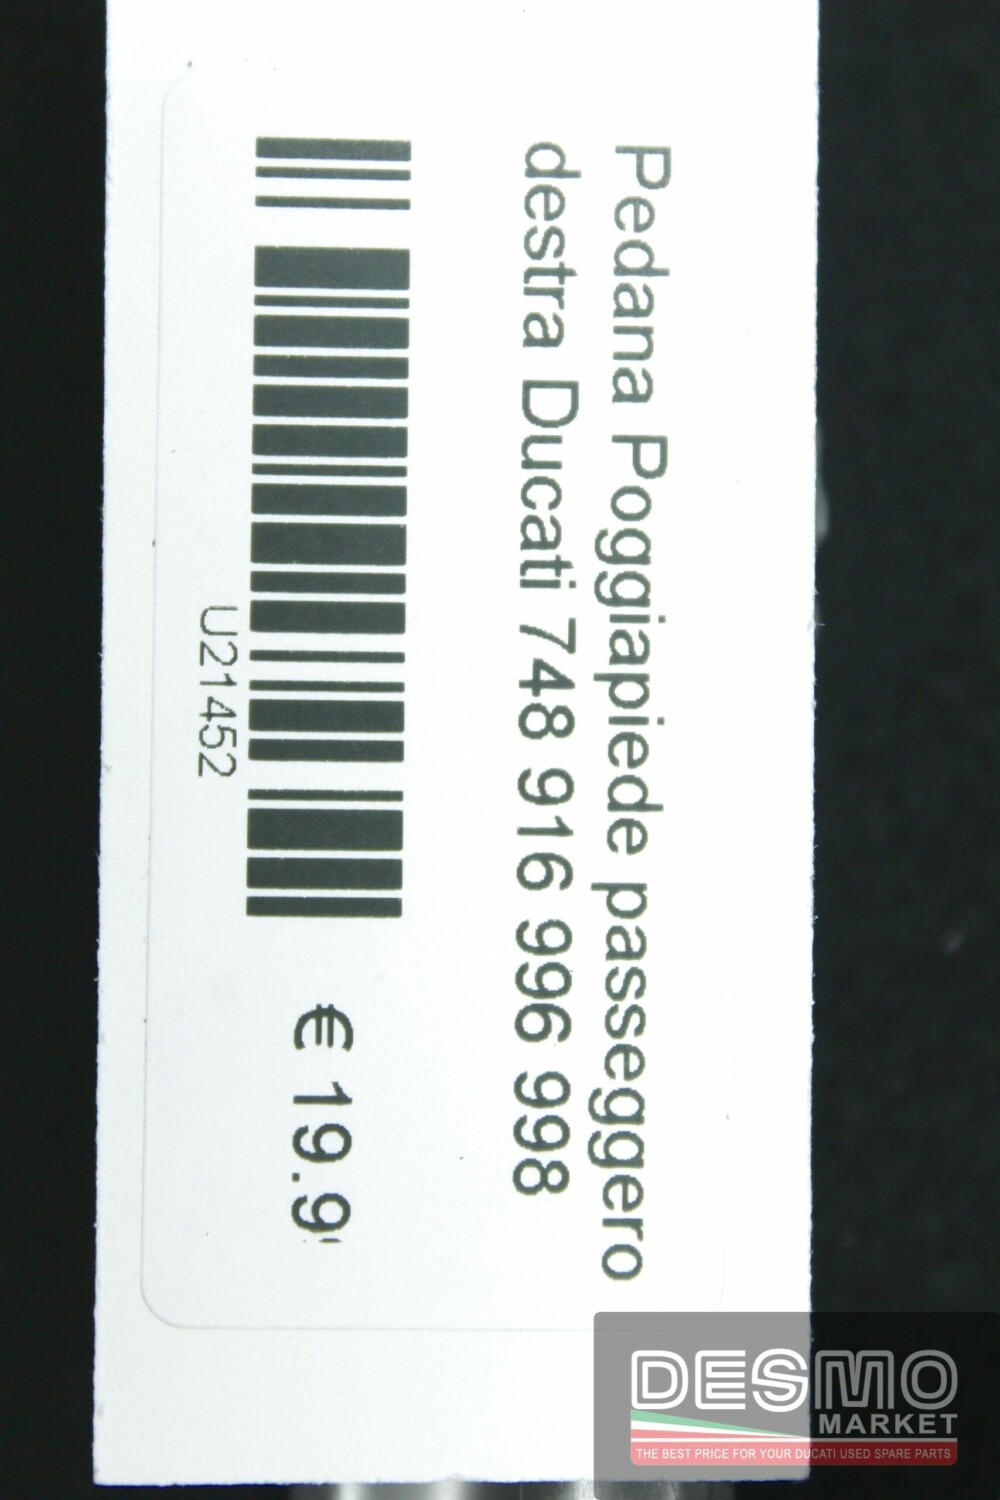 Pedana Poggiapiede passeggero
destra Ducati 748 916 996 998
U21452
€ 19.9
DESMO
MARKET
THE BEST PRICE FOR YOUR DUCATI USED SPARE PARTS